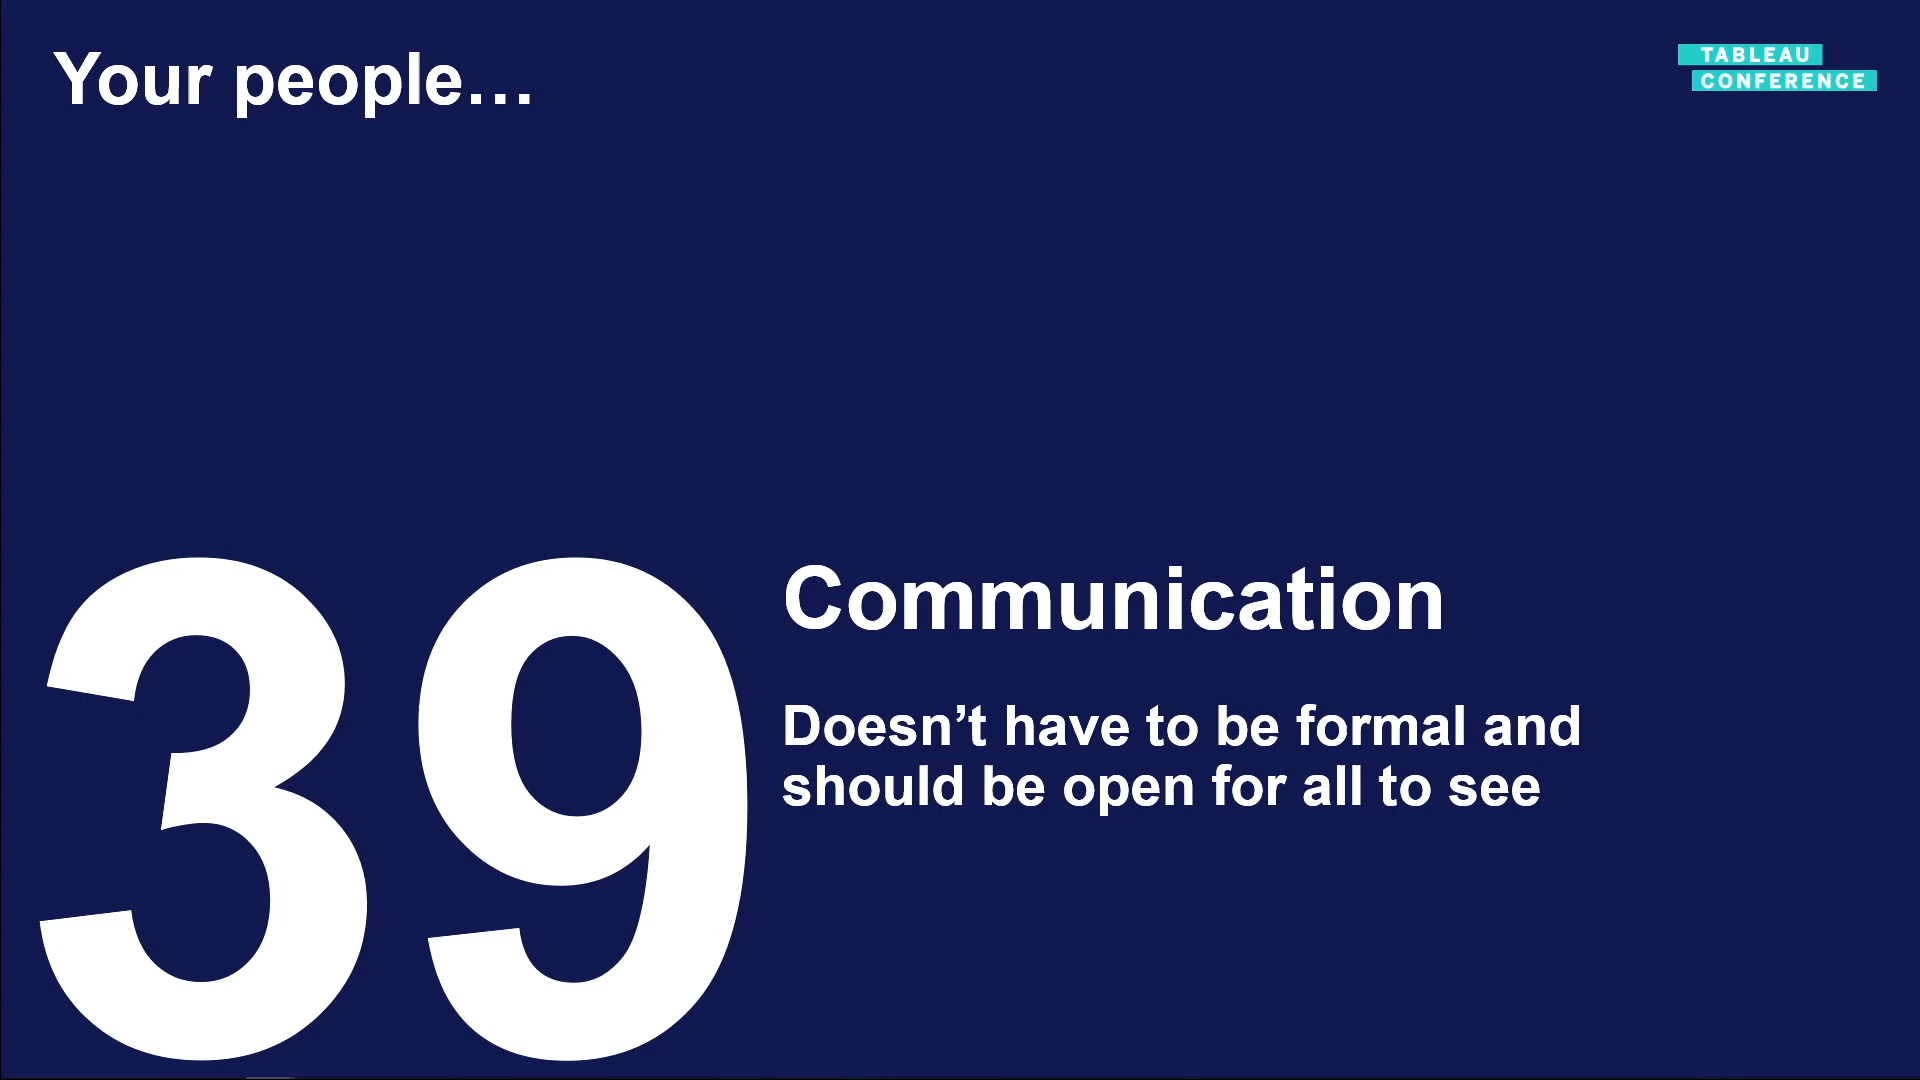 Your people…
TABLEAU
CONFERENCE
39
Communication
Doesn’t have to be formal and
should be open for all to see